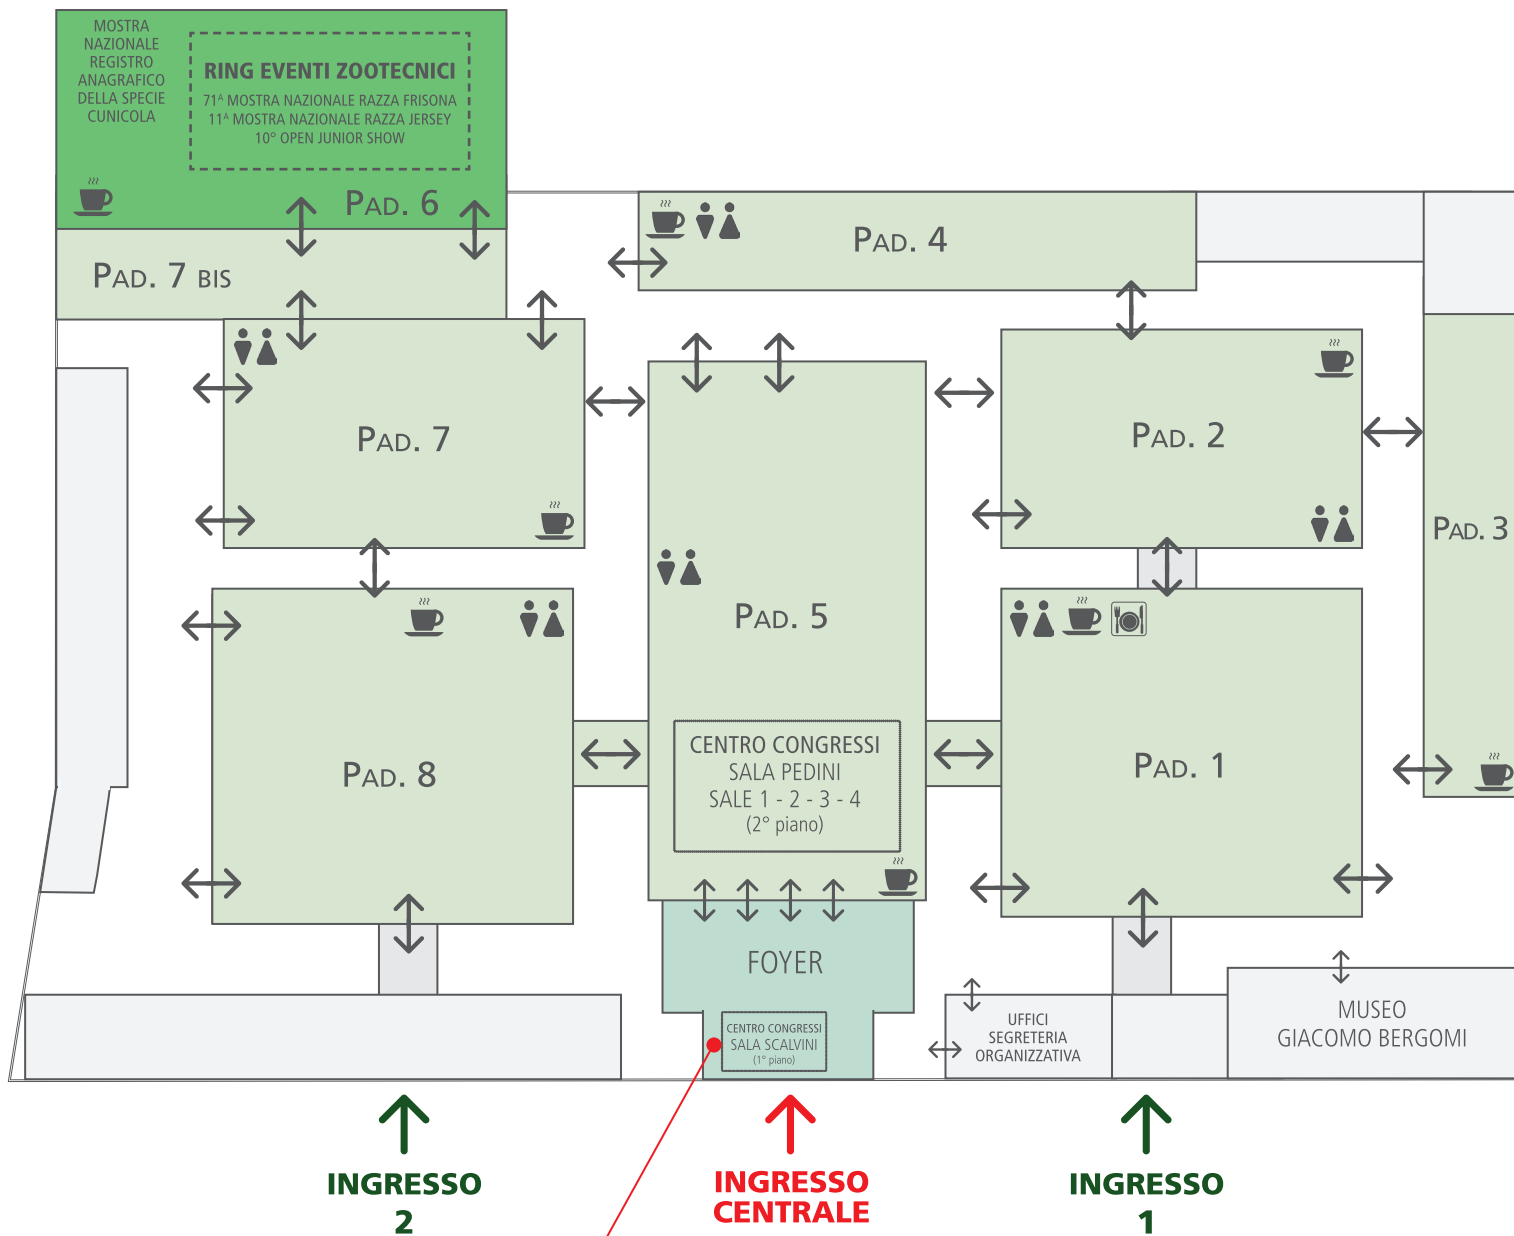 MOSTRA
NAZIONALE
REGISTRO
ANAGRAFICO
DELLA SPECIE
CUNICOLA
RING EVENTI ZOOTECNICI
71ᴬ MOSTRA NAZIONALE RAZZA FRISONA
11ᴬ MOSTRA NAZIONALE RAZZA JERSEY
10° OPEN JUNIOR SHOW
PAD. 6
PAD. 7 BIS
PAD. 4
PAD. 7
PAD. 2
PAD. 3
PAD. 5
PAD. 8
PAD. 1
CENTRO CONGRESSI
SALA PEDINI
SALE 1 - 2 - 3 - 4
(2° piano)
FOYER
CENTRO CONGRESSI
SALA SCALVINI
(1° piano)
UFFICI
SEGRETERIA
ORGANIZZATIVA
MUSEO
GIACOMO BERGOMI
INGRESSO
2
INGRESSO
CENTRALE
INGRESSO
1